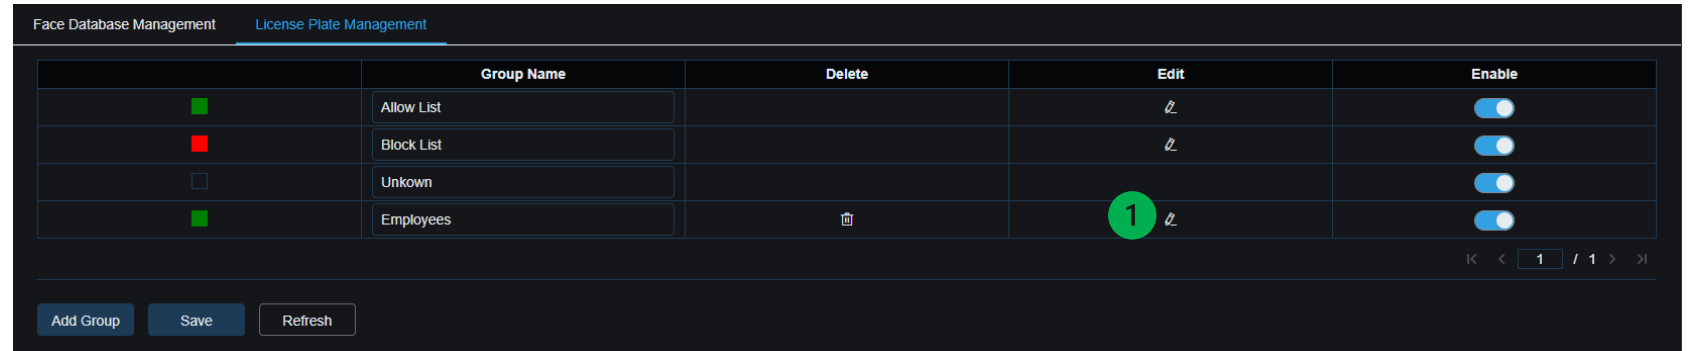 Face Database Management License Plate Management
Group Name Delete Edit Enable
Allow List
Block List
Unkown
Employees 1
1 / 1
Add Group Save Refresh